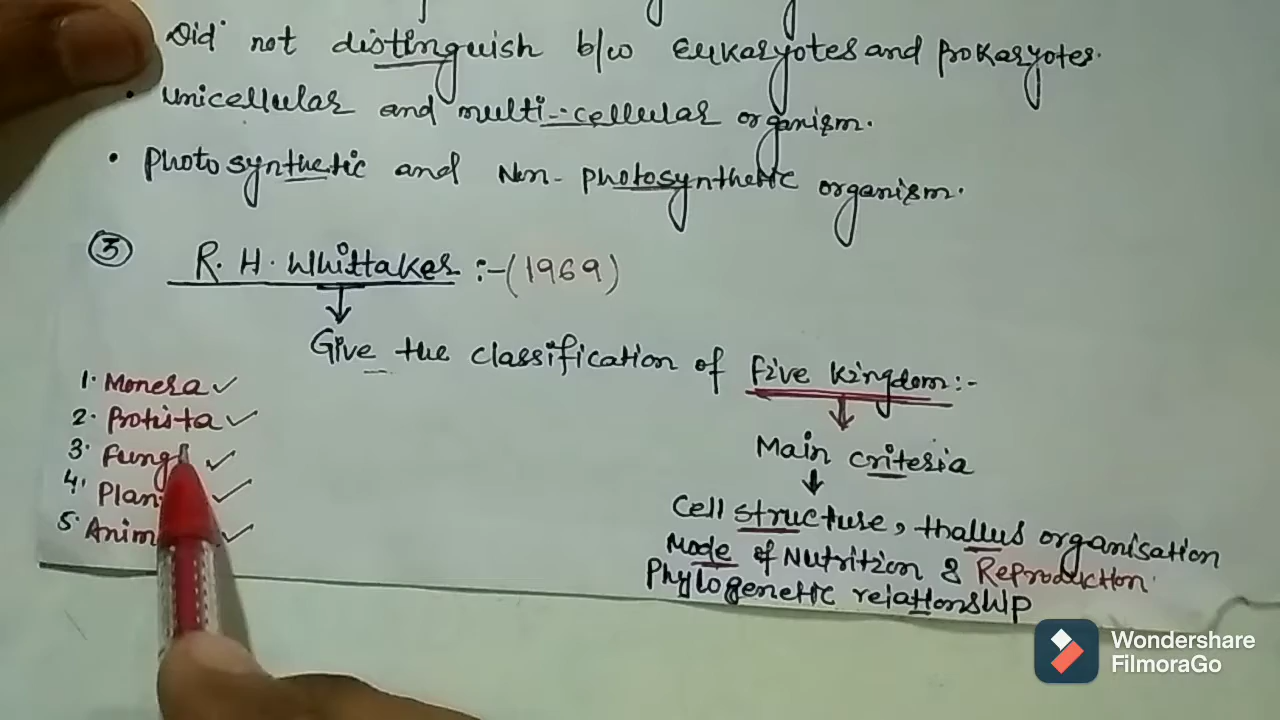 Did not distinguish b/w Eukaryotes and Prokaryotes.
• Unicellular and multi-cellular organism.
• Photosynthetic and Non-photosynthetic organism.
③ R. H. Whittaker :- (1969)
Give the classification of five kingdom:-
1. Monera ✓
2. Protista ✓
3. Fungi ✓
4. Plan ✓
5. Anim ✓
Main criteria
Cell structure, thallus organisation
Mode of Nutrition & Reproduction.
Phylogenetic relationship
Wondershare
FilmoraGo